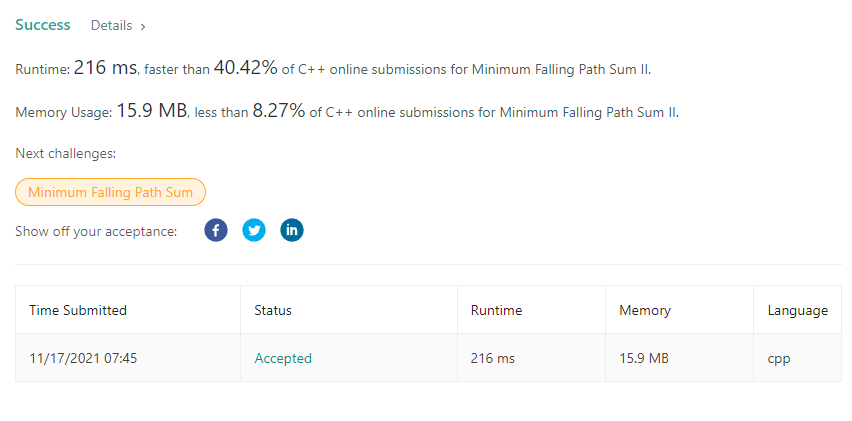 Success Details ›
Runtime: 216 ms, faster than 40.42% of C++ online submissions for Minimum Falling Path Sum II.
Memory Usage: 15.9 MB, less than 8.27% of C++ online submissions for Minimum Falling Path Sum II.
Next challenges:
Minimum Falling Path Sum
Show off your acceptance: f in
Time Submitted Status Runtime Memory Language
11/17/2021 07:45 Accepted 216 ms 15.9 MB cpp